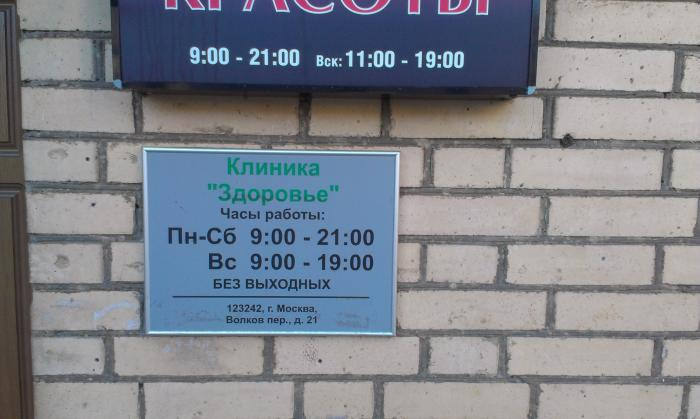 КРАСОТЫ
9:00 - 21:00 Вск: 11:00 - 19:00
Клиника
"Здоровье"
Часы работы:
Пн-Сб 9:00 - 21:00
Вс 9:00 - 19:00
БЕЗ ВЫХОДНЫХ
123242, г. Москва,
Волков пер., д. 21